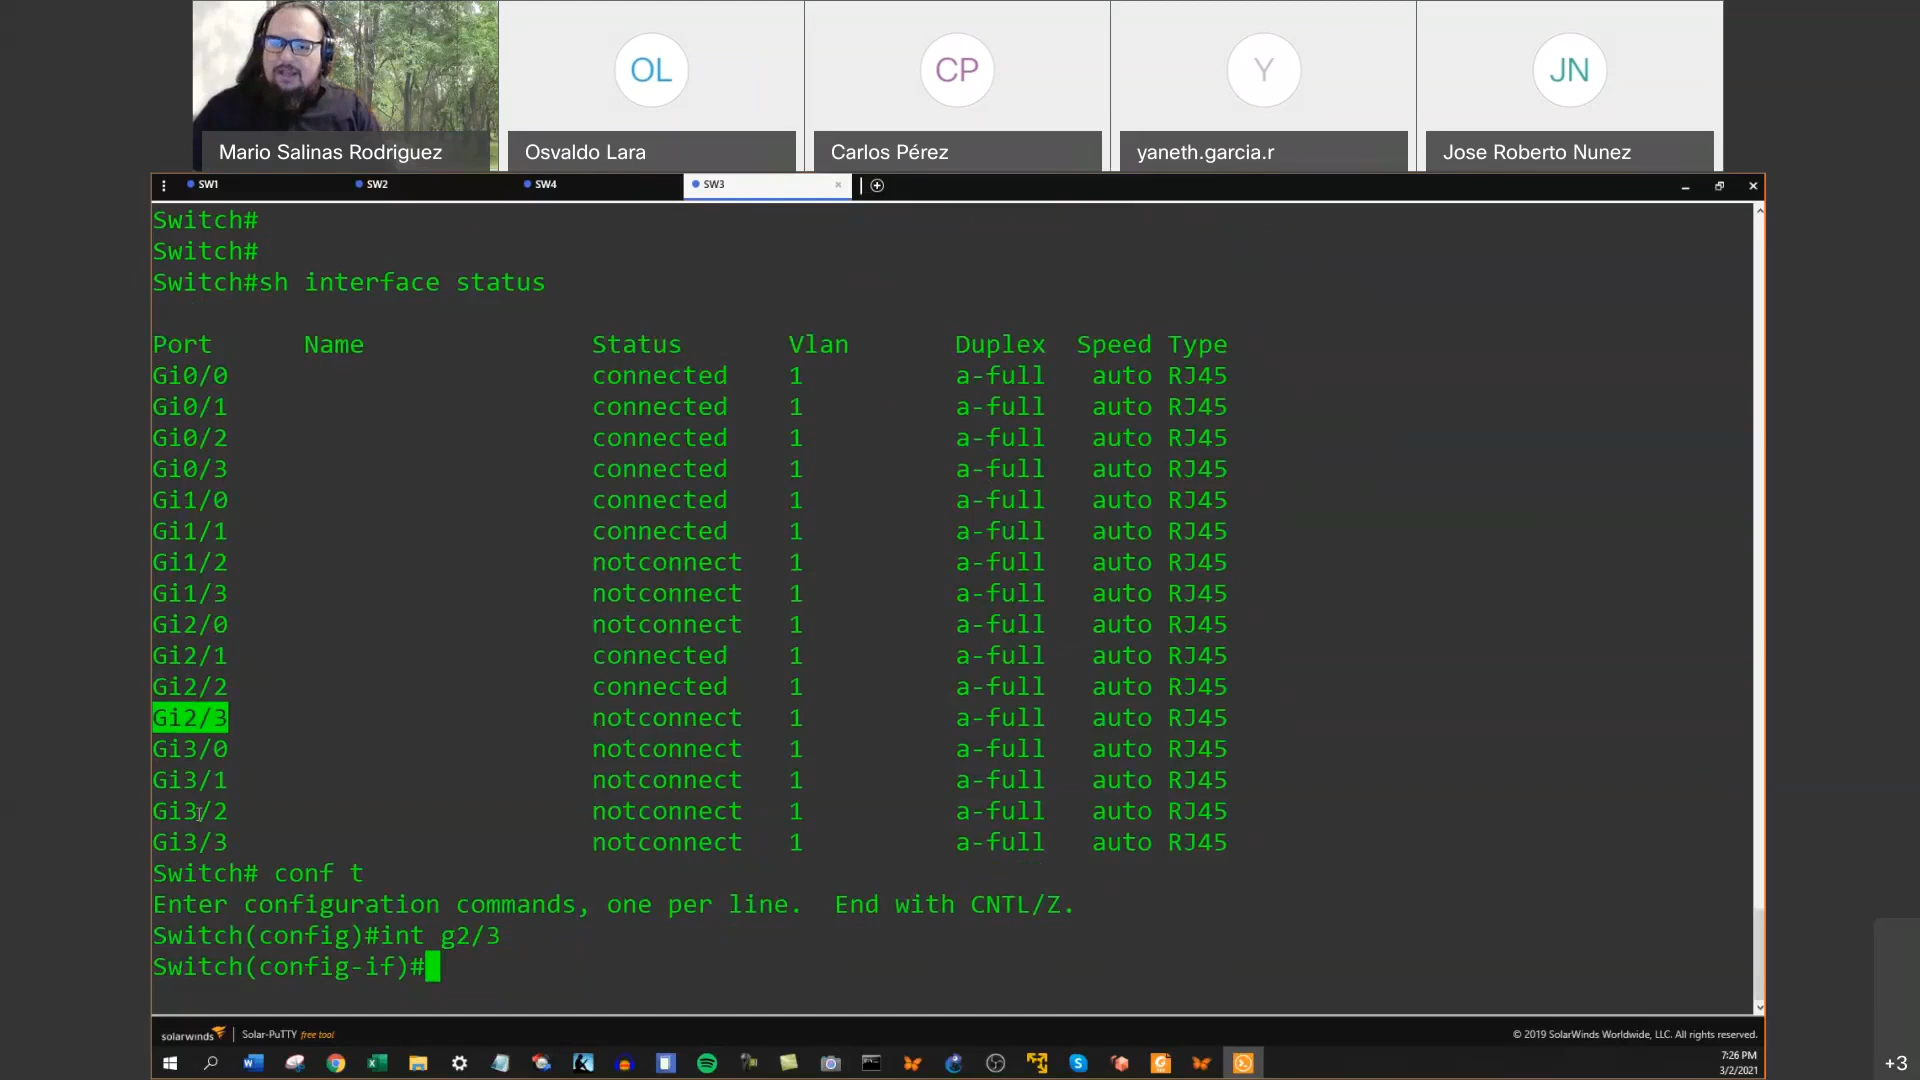 OL
CP
Y
JN
Mario Salinas Rodriguez
Osvaldo Lara
Carlos Pérez
yaneth.garcia.r
Jose Roberto Nunez
SW1
SW2
SW4
SW3
Switch#
Switch#
Switch#sh interface status
Port Name Status Vlan Duplex Speed Type
Gi0/0 connected 1 a-full auto RJ45
Gi0/1 connected 1 a-full auto RJ45
Gi0/2 connected 1 a-full auto RJ45
Gi0/3 connected 1 a-full auto RJ45
Gi1/0 connected 1 a-full auto RJ45
Gi1/1 connected 1 a-full auto RJ45
Gi1/2 notconnect 1 a-full auto RJ45
Gi1/3 notconnect 1 a-full auto RJ45
Gi2/0 notconnect 1 a-full auto RJ45
Gi2/1 connected 1 a-full auto RJ45
Gi2/2 connected 1 a-full auto RJ45
Gi2/3 notconnect 1 a-full auto RJ45
Gi3/0 notconnect 1 a-full auto RJ45
Gi3/1 notconnect 1 a-full auto RJ45
Gi3/2 notconnect 1 a-full auto RJ45
Gi3/3 notconnect 1 a-full auto RJ45
Switch# conf t
Enter configuration commands, one per line. End with CNTL/Z.
Switch(config)#int g2/3
Switch(config-if)#
solarwinds Solar-PuTTY free tool
© 2019 SolarWinds Worldwide, LLC. All rights reserved.
7:26 PM
3/2/2021
+3